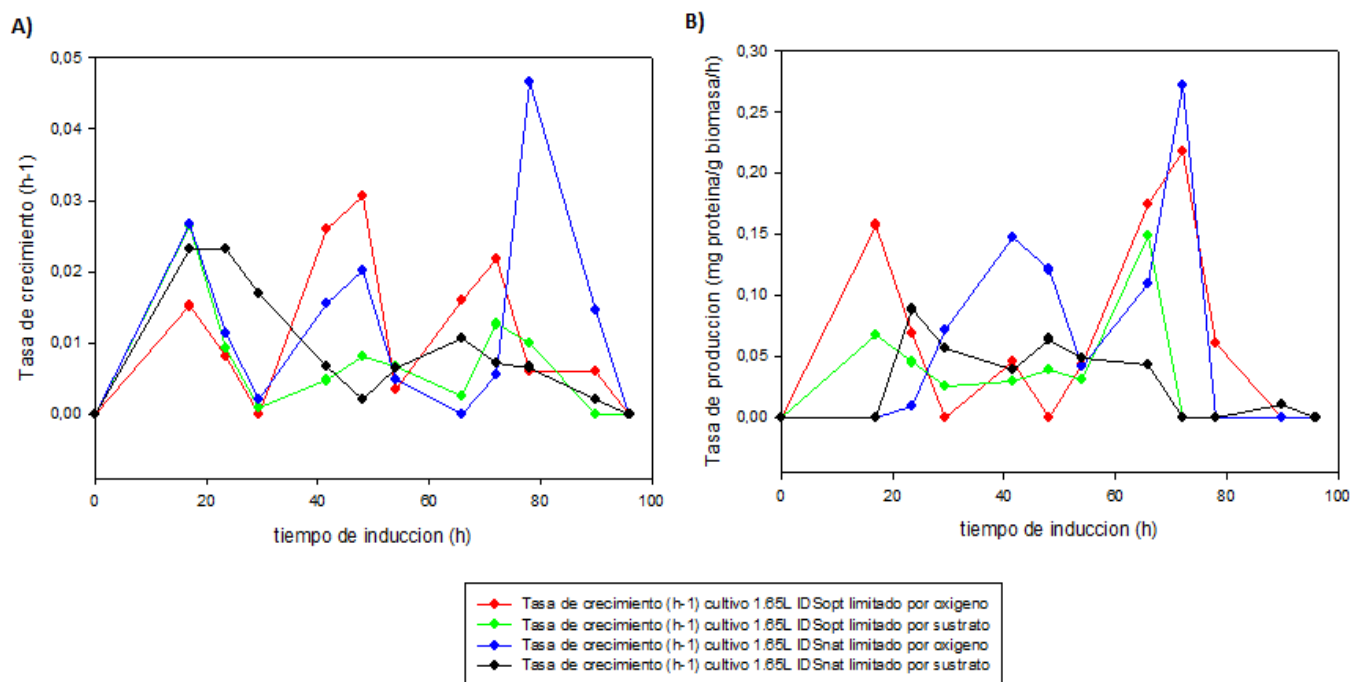 A)
0,05
0,04
0,03
0,02
0,01
0,00
Tasa de crecimiento (h-1)
0
20
40
60
80
100
tiempo de induccion (h)
B)
0,30
0,25
0,20
0,15
0,10
0,05
0,00
Tasa de produccion (mg proteina/g biomasa/h)
0
20
40
60
80
100
tiempo de induccion (h)
Tasa de crecimiento (h-1) cultivo 1.65L IDSopt limitado por oxigeno
Tasa de crecimiento (h-1) cultivo 1.65L IDSopt limitado por sustrato
Tasa de crecimiento (h-1) cultivo 1.65L IDSnat limitado por oxigeno
Tasa de crecimiento (h-1) cultivo 1.65L IDSnat limitado por sustrato